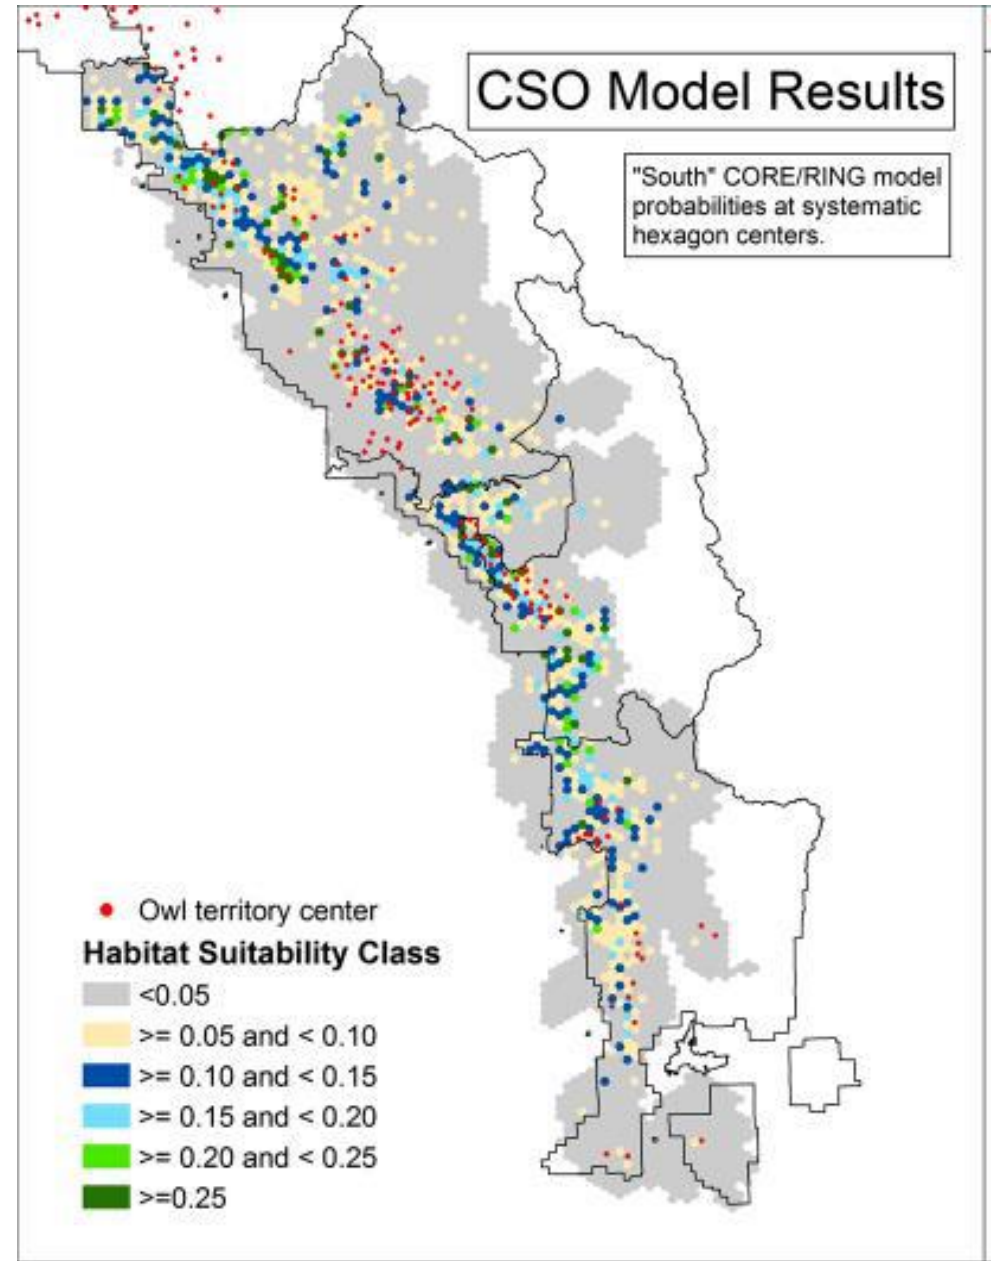 CSO Model Results
"South" CORE/RING model
probabilities at systematic
hexagon centers.
Owl territory center
Habitat Suitability Class
<0.05
>= 0.05 and < 0.10
>= 0.10 and < 0.15
>= 0.15 and < 0.20
>= 0.20 and < 0.25
>=0.25